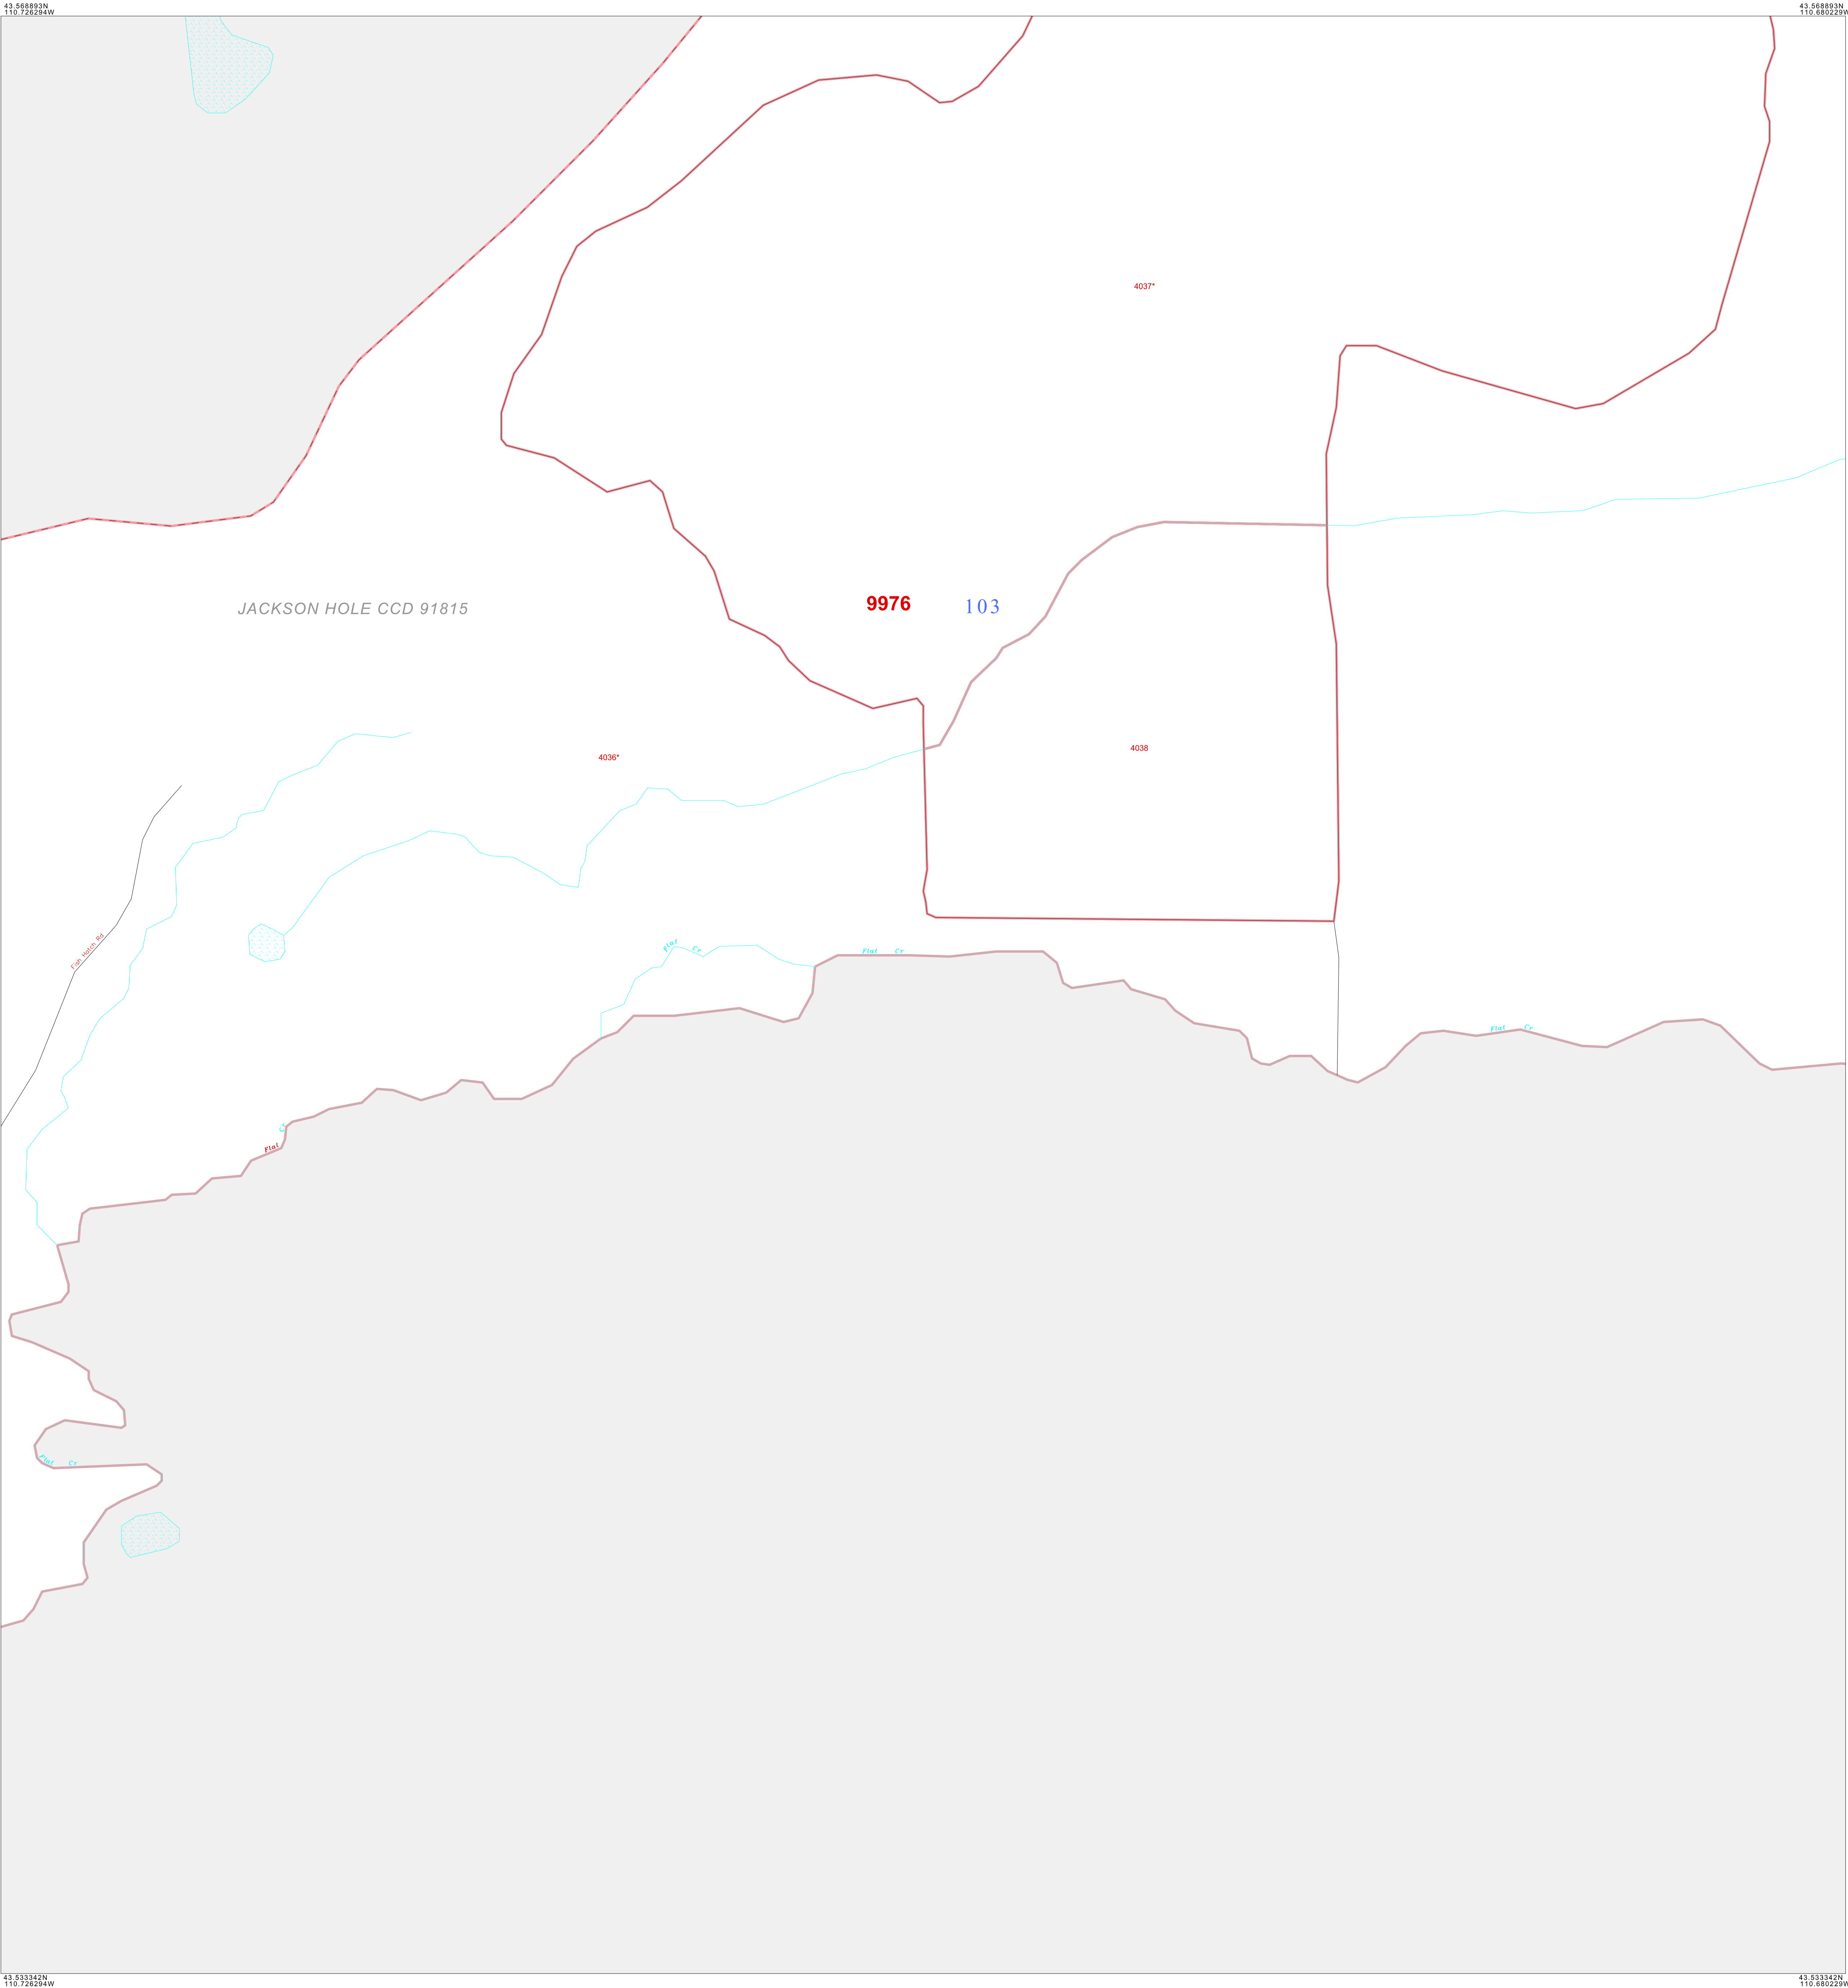 43.568893N
110.726294W
43.568893N
110.680229W
4037*
JACKSON HOLE CCD 91815
9976
103
4036*
4038
Fish Hatch Rd
Flat Cr
Flat Cr
Flat Cr
Flat Cr
Flat Cr
43.533342N
110.726294W
43.533342N
110.680229W